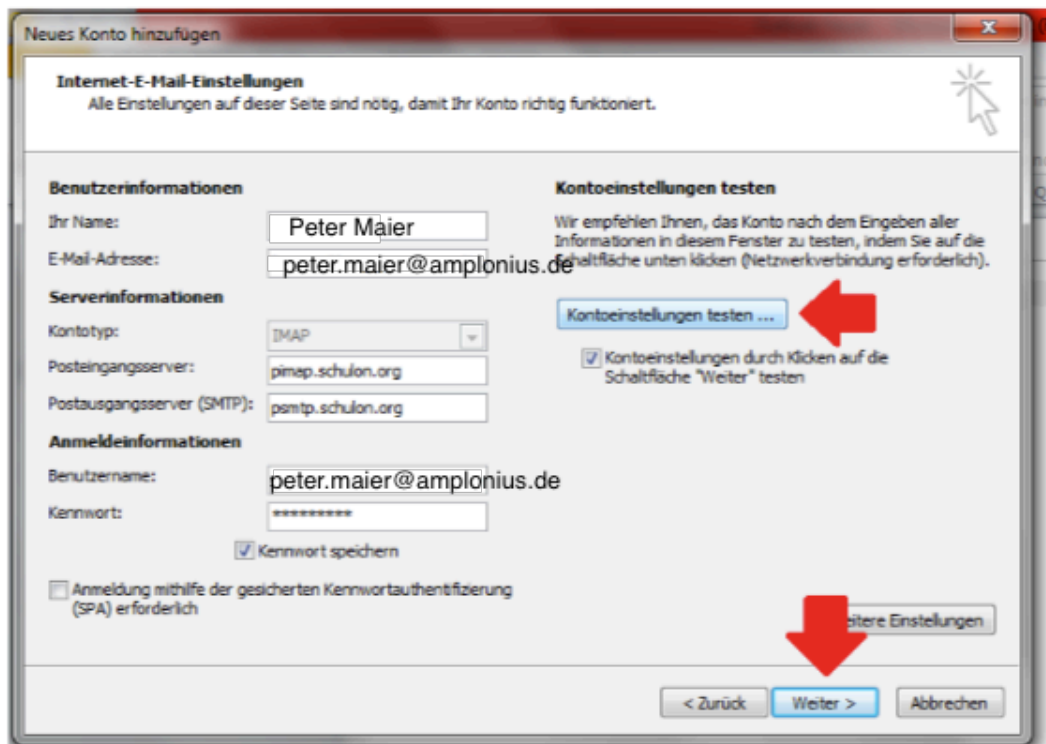 Neues Konto hinzufügen
Internet-E-Mail-Einstellungen
Alle Einstellungen auf dieser Seite sind nötig, damit Ihr Konto richtig funktioniert.
Benutzerinformationen
Ihr Name:
Peter Maier
E-Mail-Adresse:
peter.maier@amplonius.de
Serverinformationen
Kontotyp:
IMAP
Posteingangsserver:
pimap.schulon.org
Postausgangsserver (SMTP):
psmtp.schulon.org
Anmeldeinformationen
Benutzername:
peter.maier@amplonius.de
Kennwort:
*********
Kennwort speichern
Anmeldung mithilfe der gesicherten Kennwortauthentifizierung
(SPA) erforderlich
Kontoeinstellungen testen
Wir empfehlen Ihnen, das Konto nach dem Eingeben aller
Informationen in diesem Fenster zu testen, indem Sie auf die
Schaltfläche unten klicken (Netzwerkverbindung erforderlich).
Kontoeinstellungen testen ...
Kontoeinstellungen durch Klicken auf die
Schaltfläche "Weiter" testen
eitere Einstellungen
< Zurück
Weiter >
Abbrechen